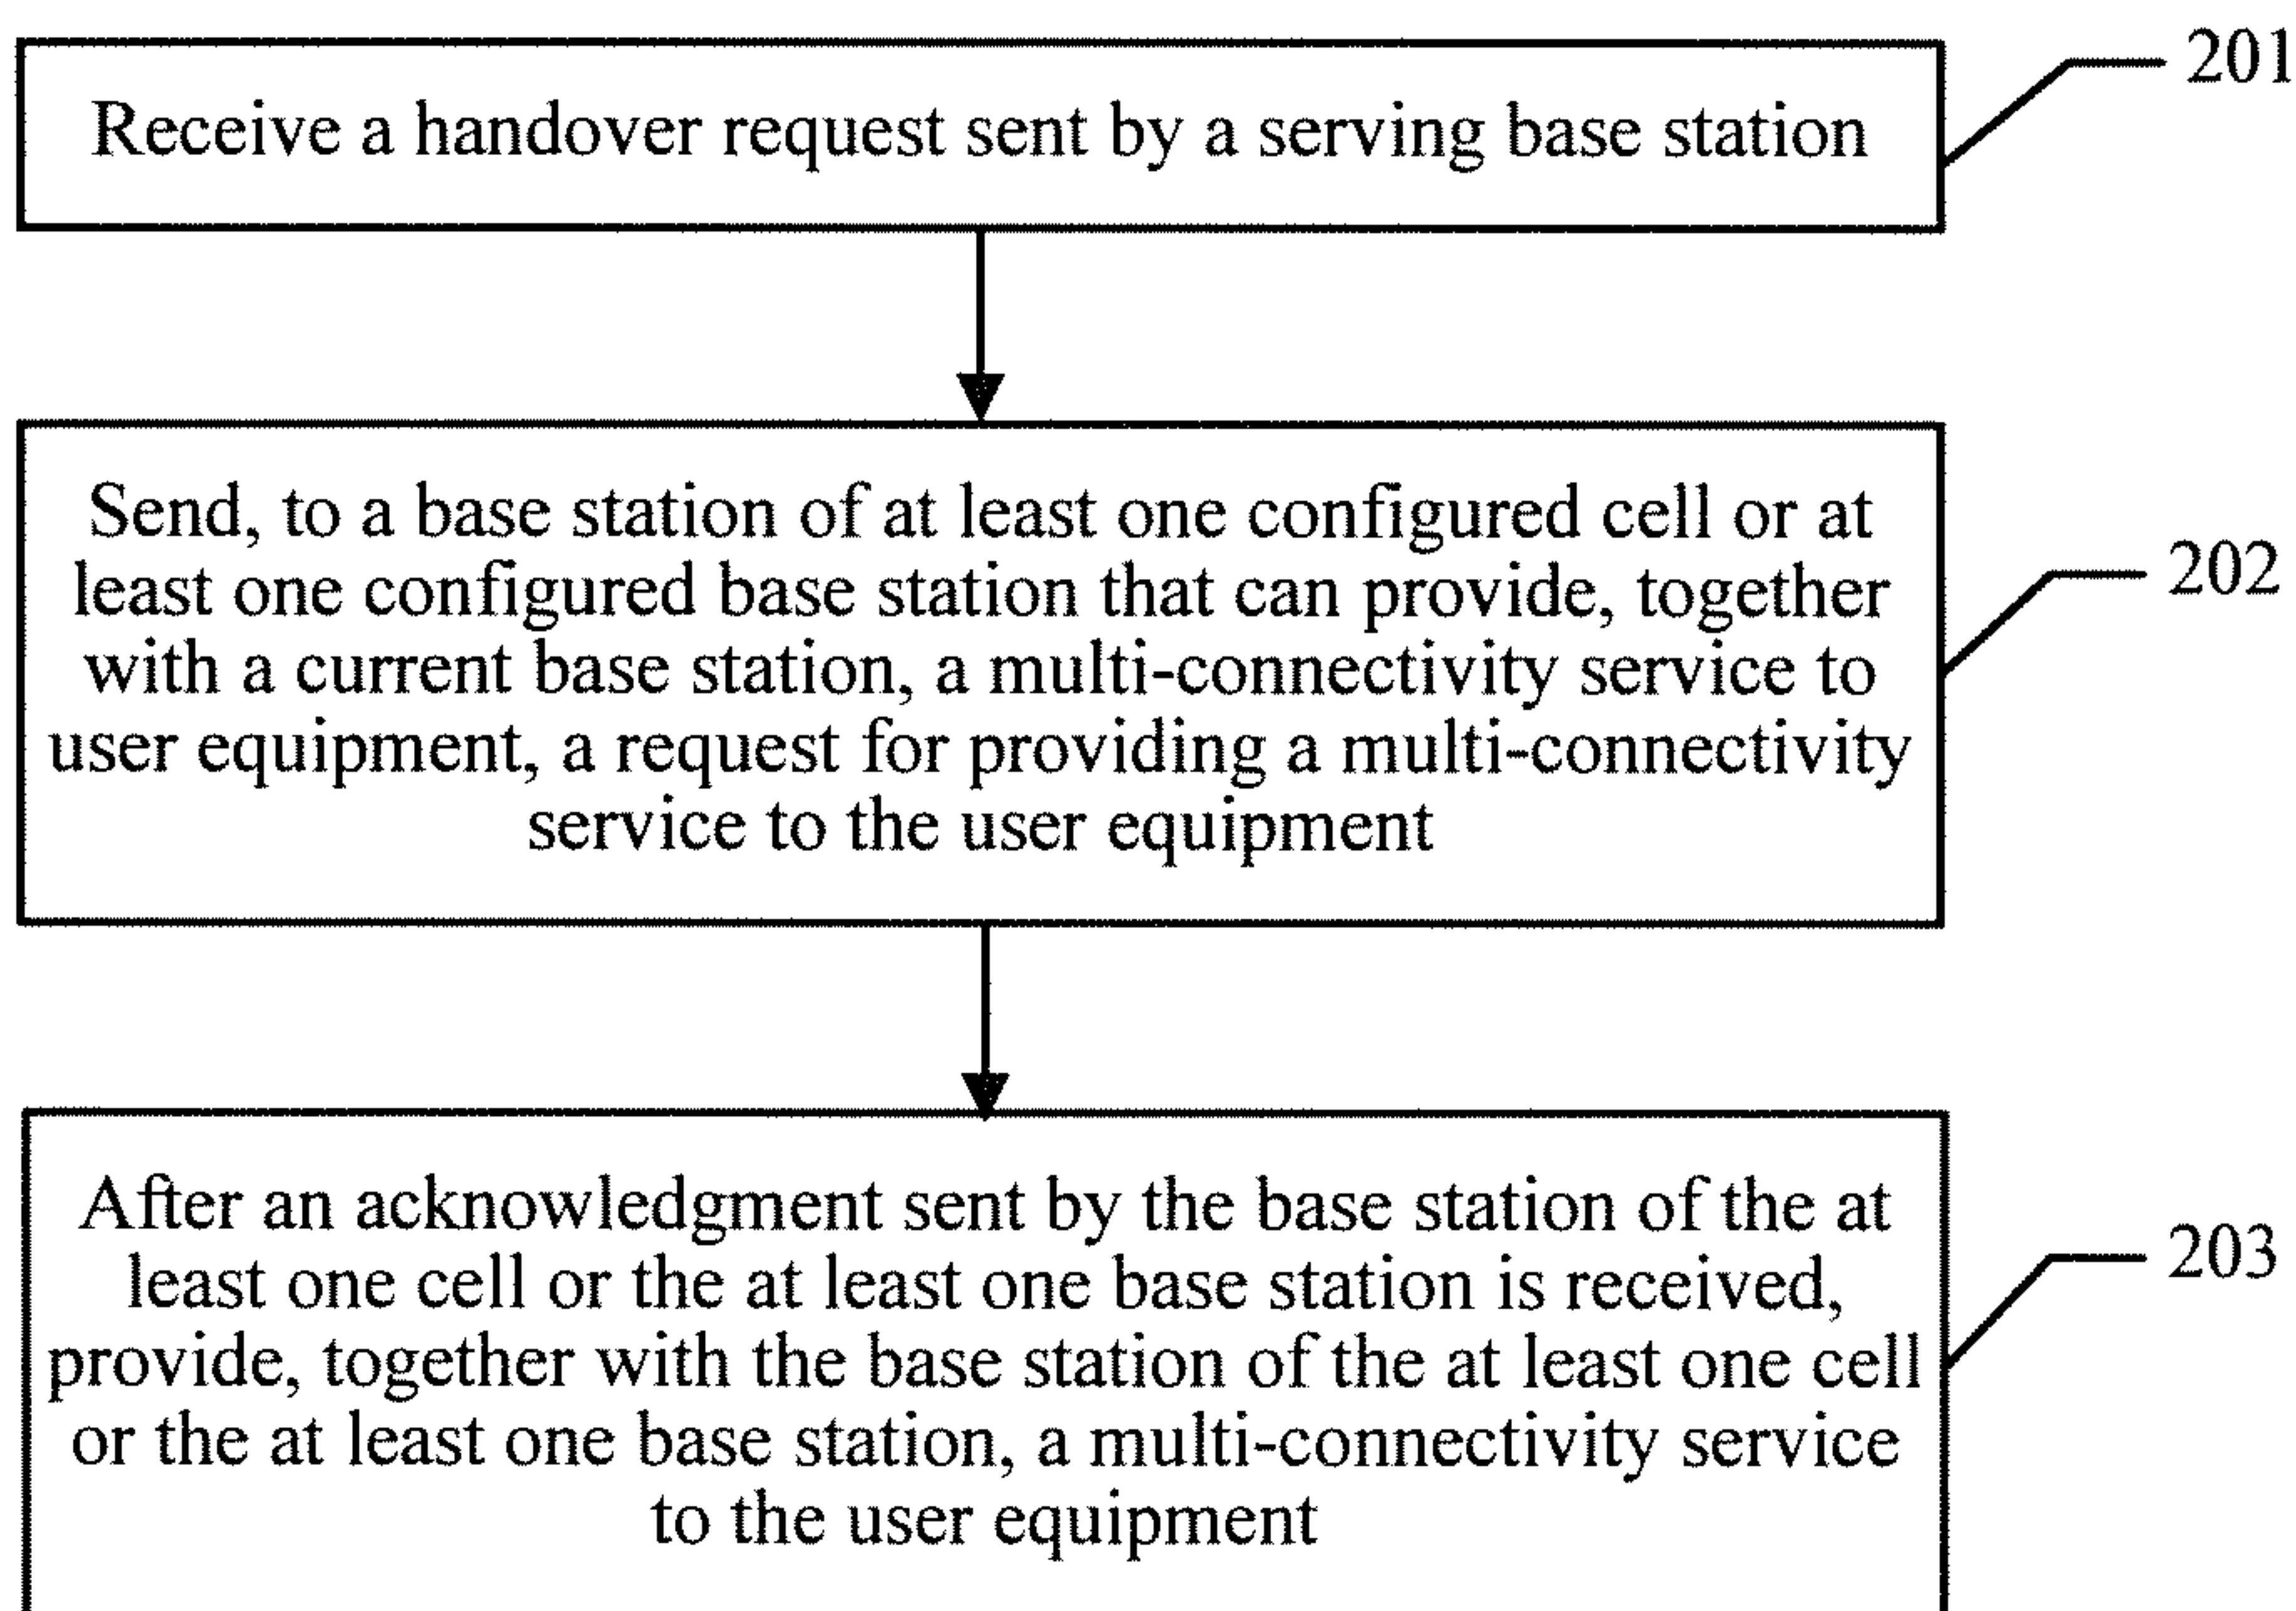 201
Receive a handover request sent by a serving base station
Send, to a base station of at least one configured cell or at
least one configured base station that can provide, together
with a current base station, a multi-connectivity service to
user equipment, a request for providing a multi-connectivity
service to the user equipment
202
After an acknowledgment sent by the base station of the at
least one cell or the at least one base station is received,
provide, together with the base station of the at least one cell
or the at least one base station, a multi-connectivity service
to the user equipment
203